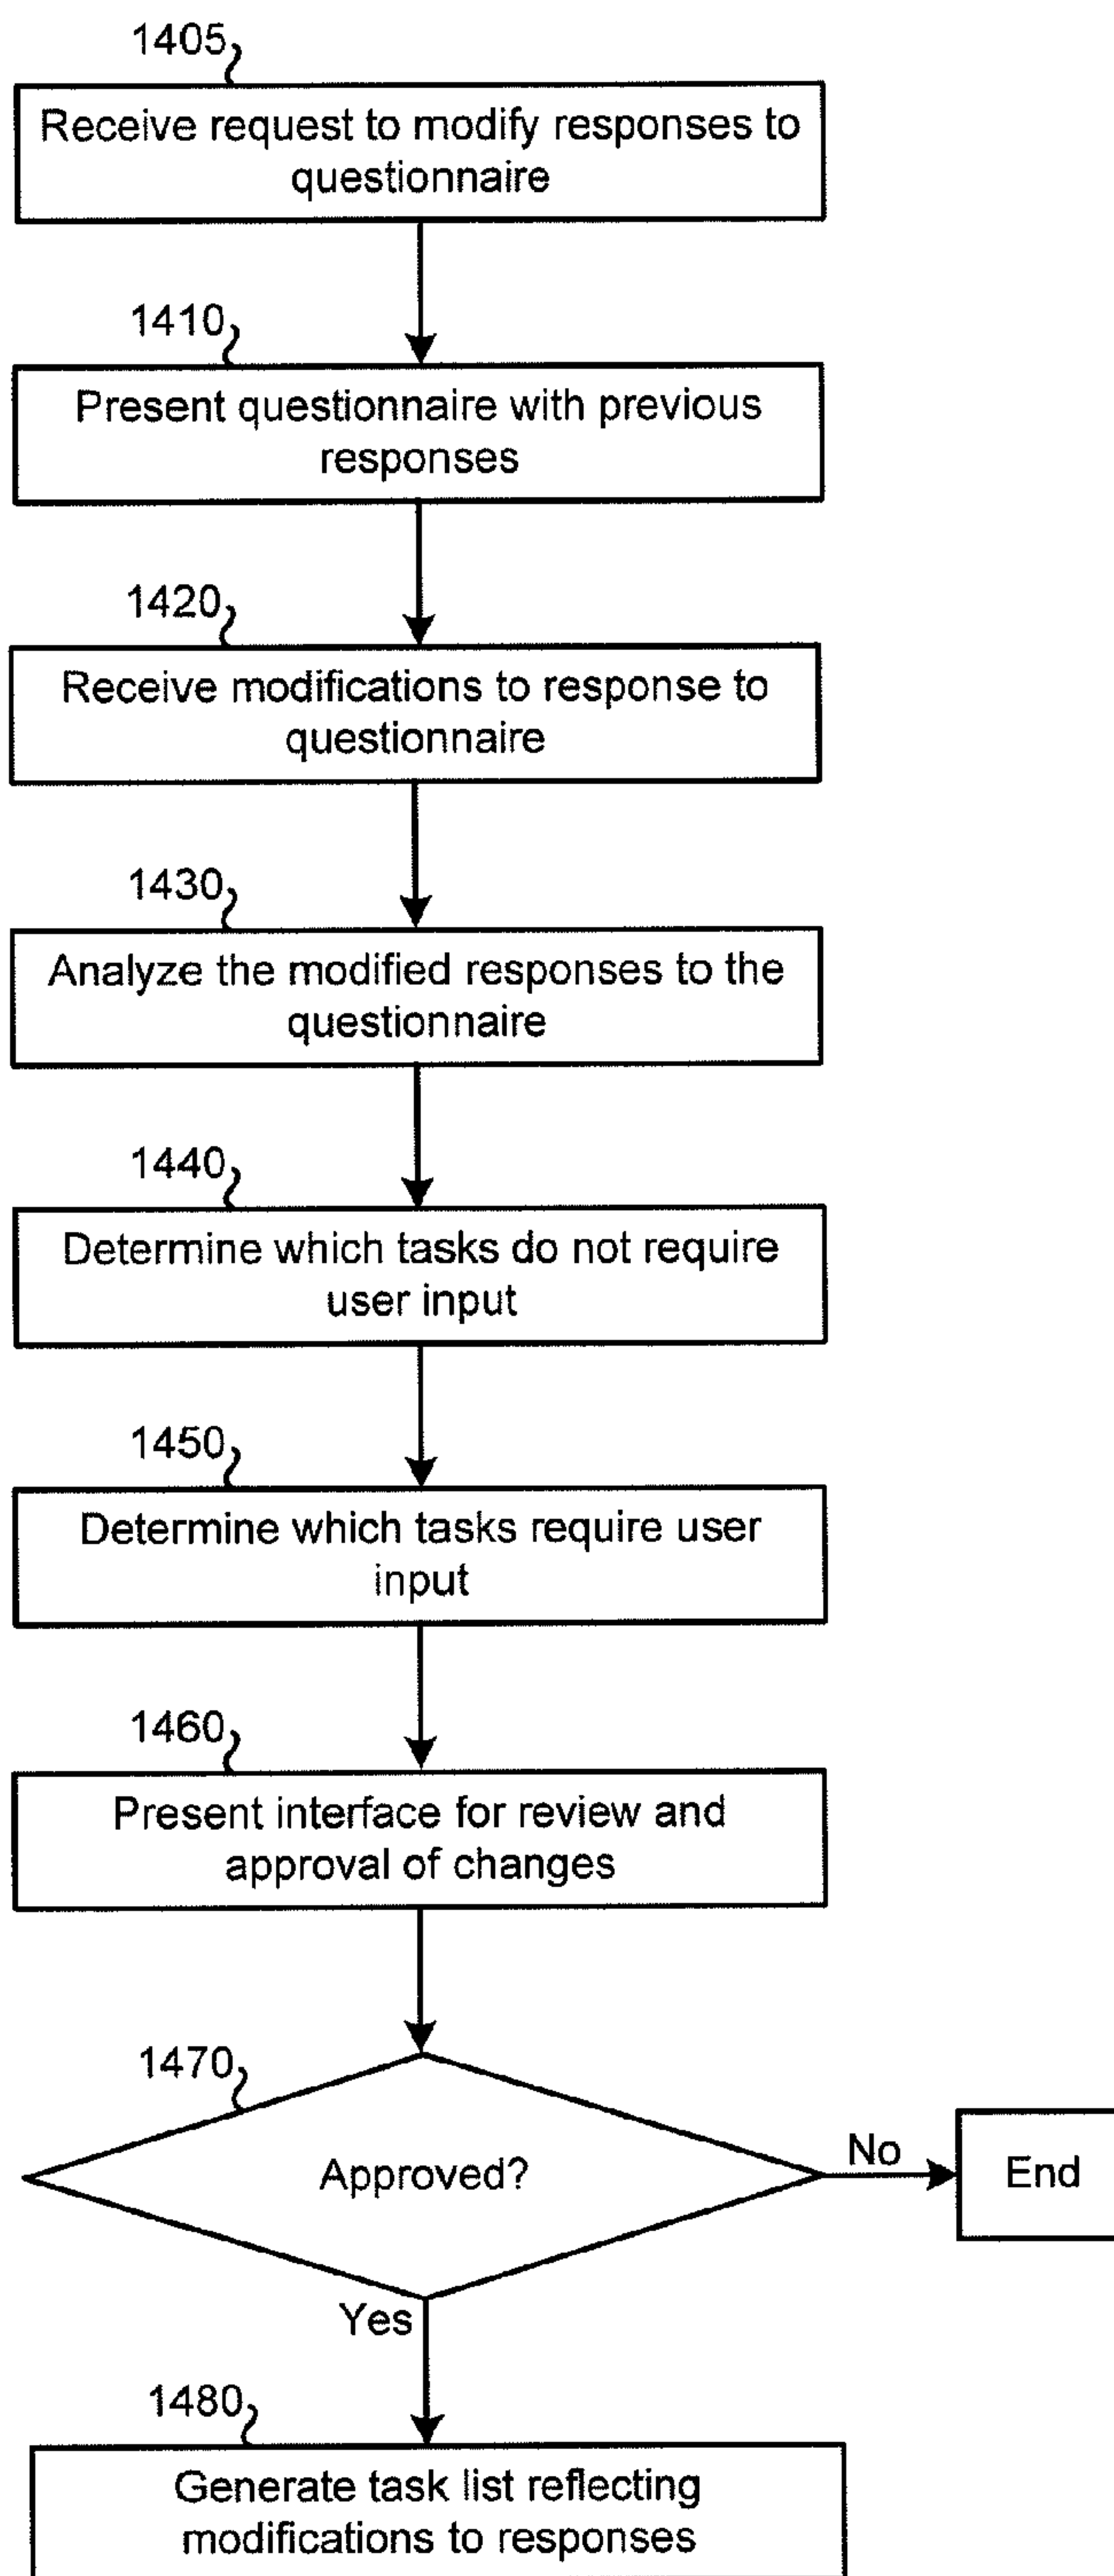 1405
Receive request to modify responses to
questionnaire
1410
Present questionnaire with previous
responses
1420
Receive modifications to response to
questionnaire
1430
Analyze the modified responses to the
questionnaire
1440
Determine which tasks do not require
user input
1450
Determine which tasks require user
input
1460
Present interface for review and
approval of changes
1470
Approved?
No
End
Yes
1480
Generate task list reflecting
modifications to responses